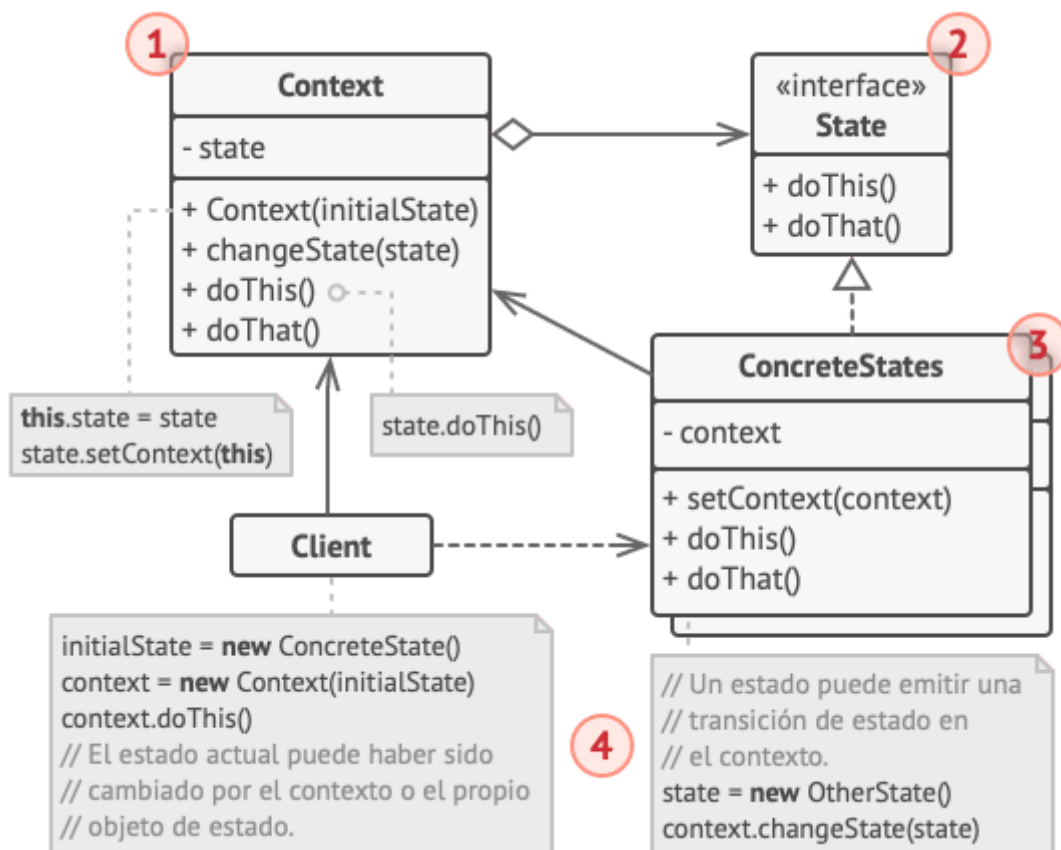 1
Context
- state
+ Context(initialState)
+ changeState(state)
+ doThis()
+ doThat()
2
«interface»
State
+ doThis()
+ doThat()
this.state = state
state.setContext(this)
state.doThis()
3
ConcreteStates
- context
+ setContext(context)
+ doThis()
+ doThat()
Client
initialState = new ConcreteState()
context = new Context(initialState)
context.doThis()
// El estado actual puede haber sido
// cambiado por el contexto o el propio
// objeto de estado.
4
// Un estado puede emitir una
// transición de estado en
// el contexto.
state = new OtherState()
context.changeState(state)